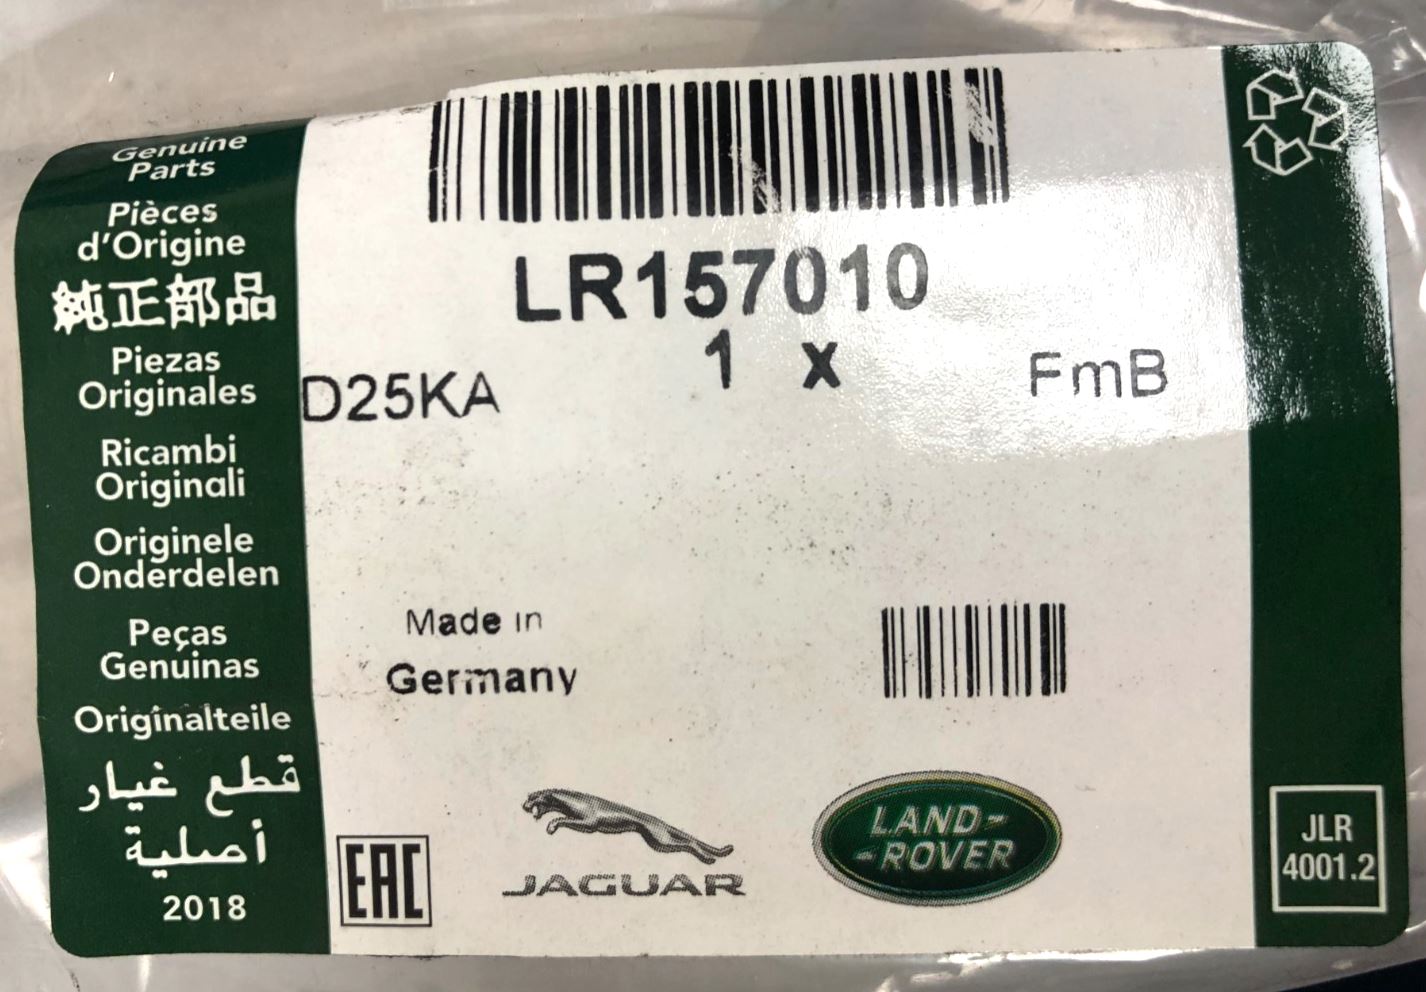 Genuine
Parts
Pièces
d'Origine
純正部品
Piezas
Originales
Ricambi
Originali
Originele
Onderdelen
Peças
Genuinas
Originalteile
قطع غيار
أصلية
2018
LR157010
1 x
D25KA
FmB
Made in
Germany
EAC
JAGUAR
LAND-
-ROVER
JLR
4001.2